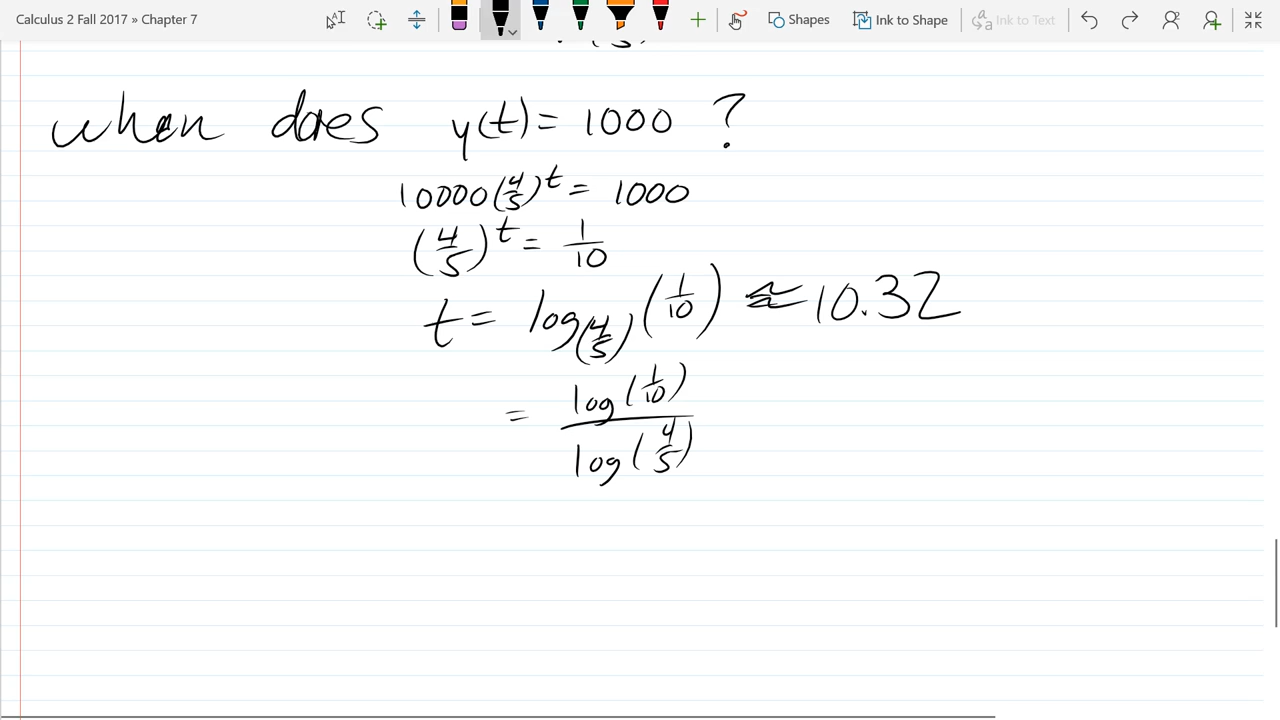 Calculus 2 Fall 2017 » Chapter 7
Shapes
Ink to Shape
Ink to Text
when does y(t) = 1000 ?
10000(4/5)^t = 1000
(4/5)^t = 1/10
t = log_(4/5) (1/10) ≈ 10.32
= log(1/10) / log(4/5)